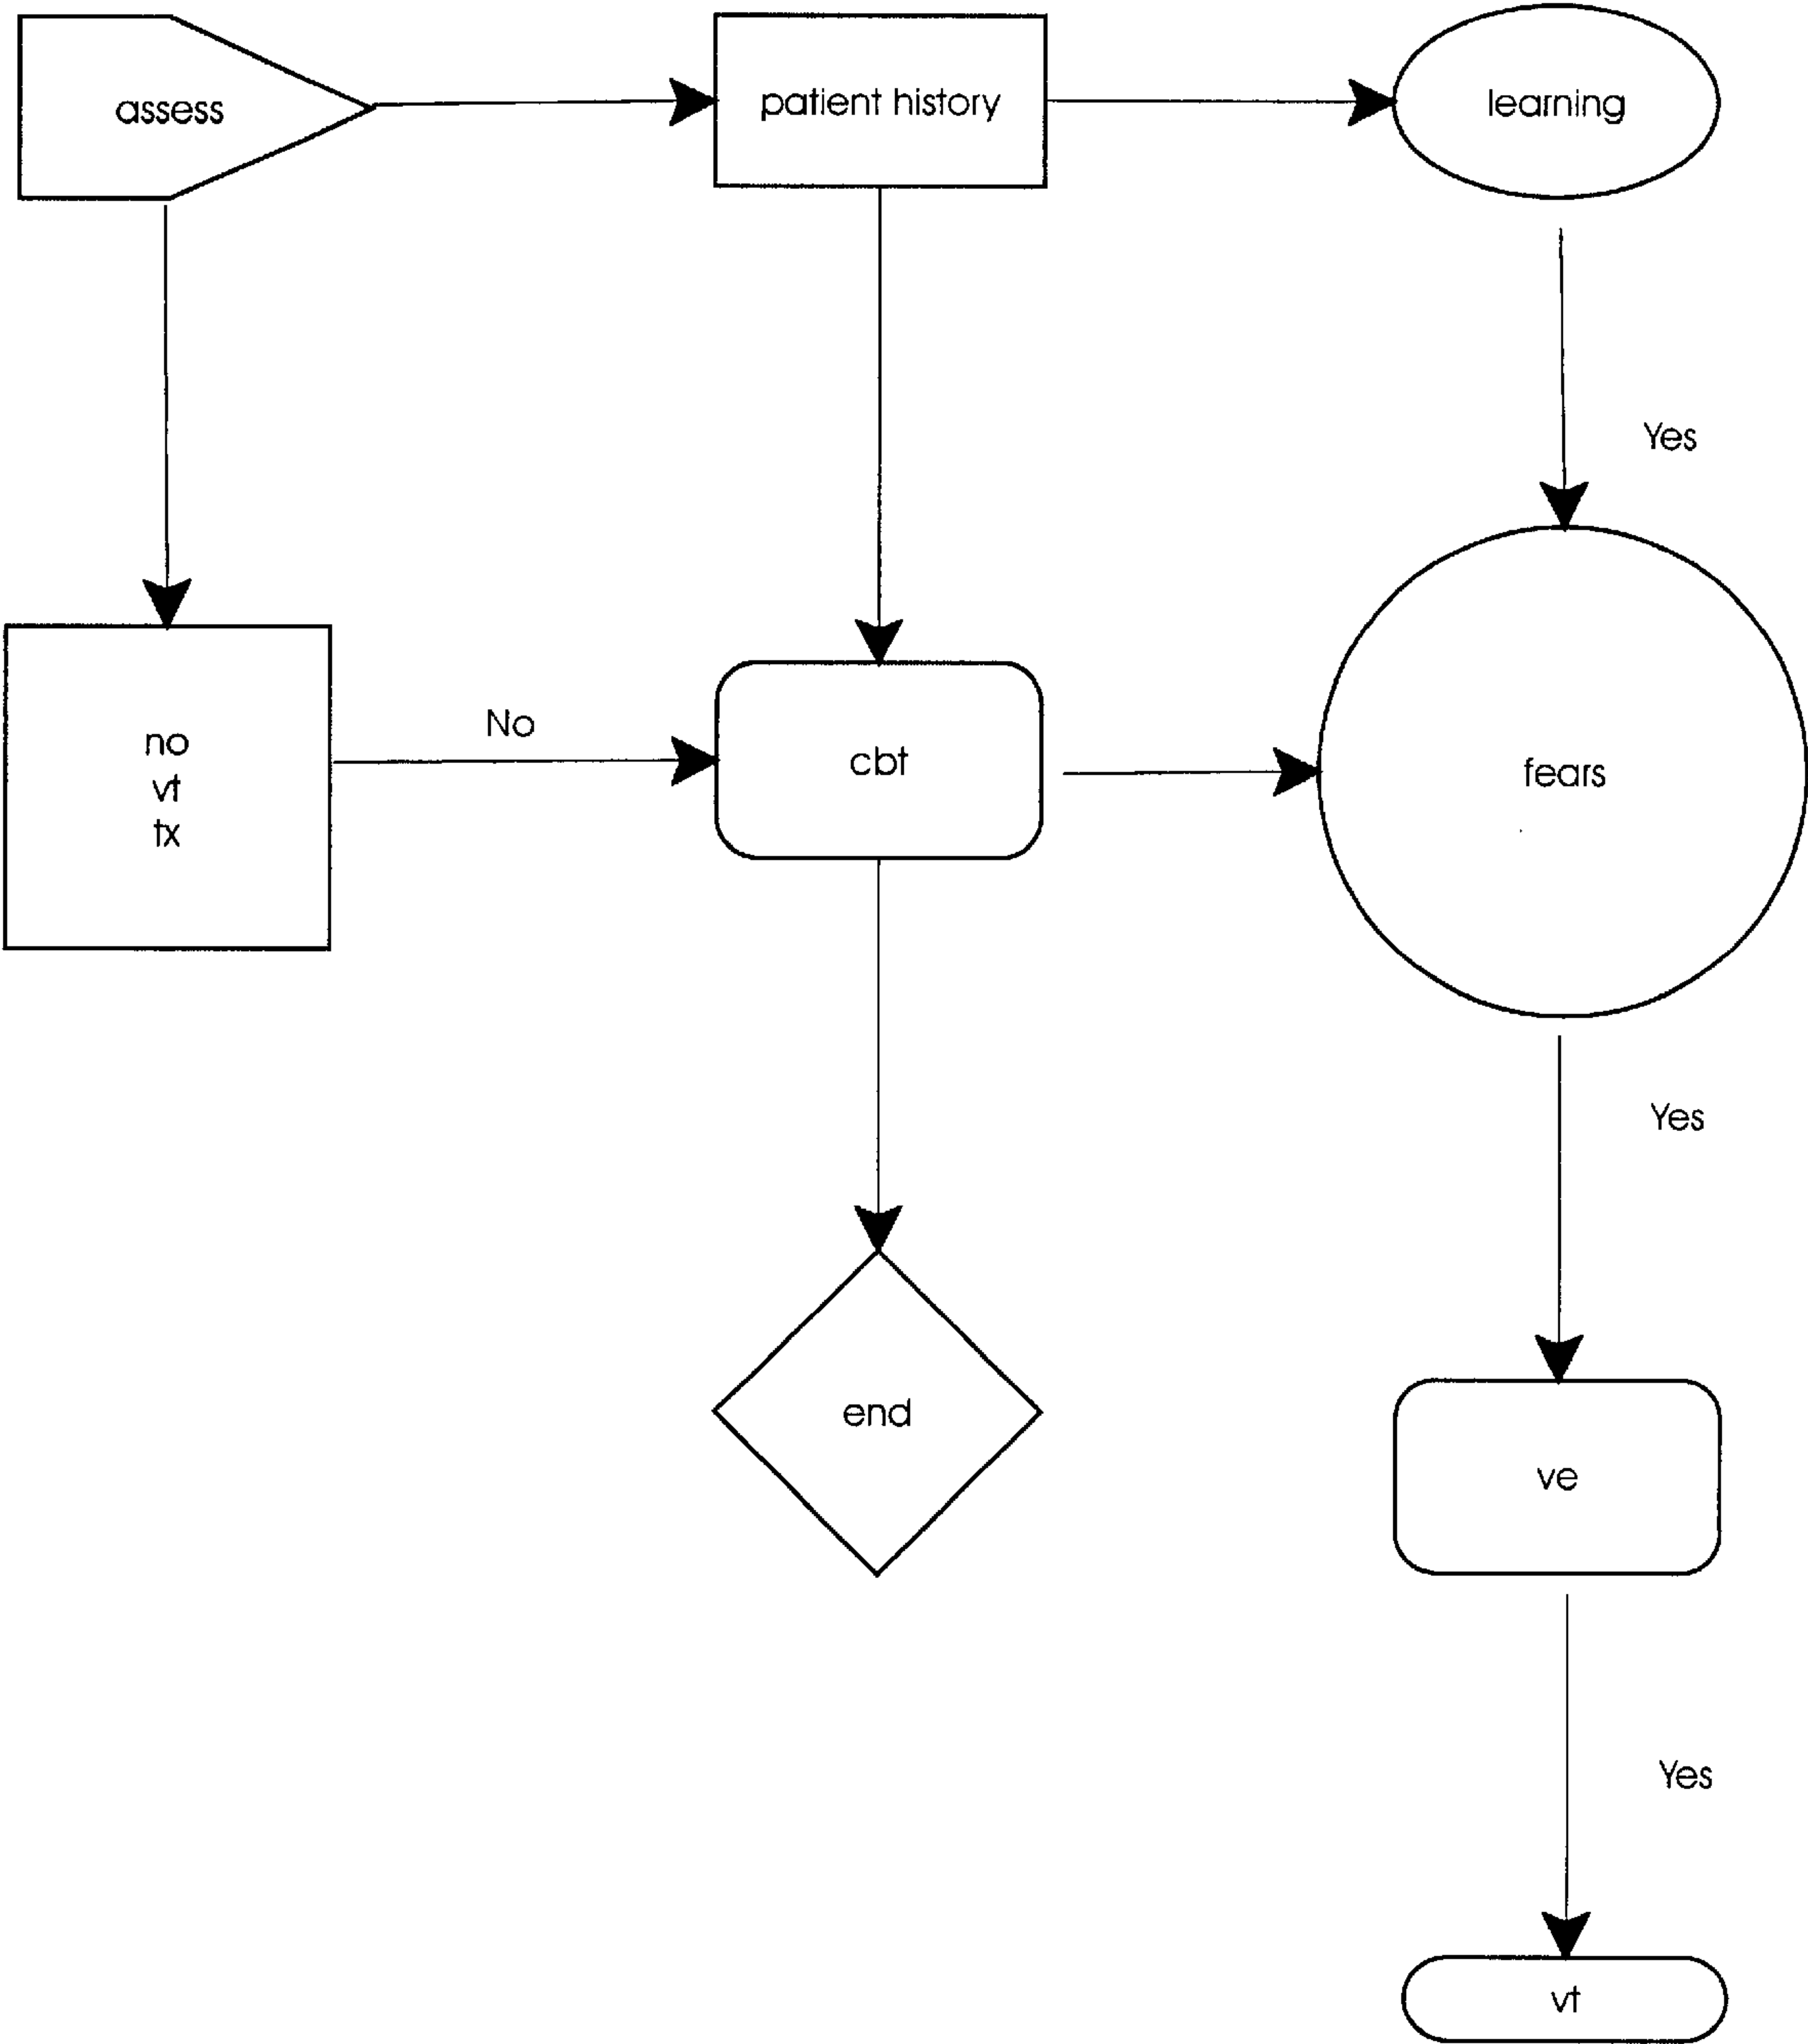 assess
patient history
learning
Yes
no
vt
tx
No
cbt
fears
Yes
end
ve
Yes
vt